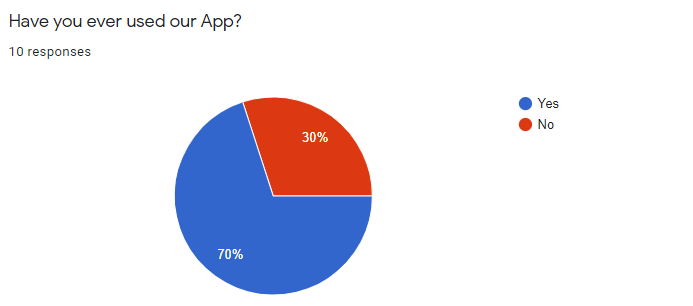 Have you ever used our App?
10 responses
Yes
No
30%
70%